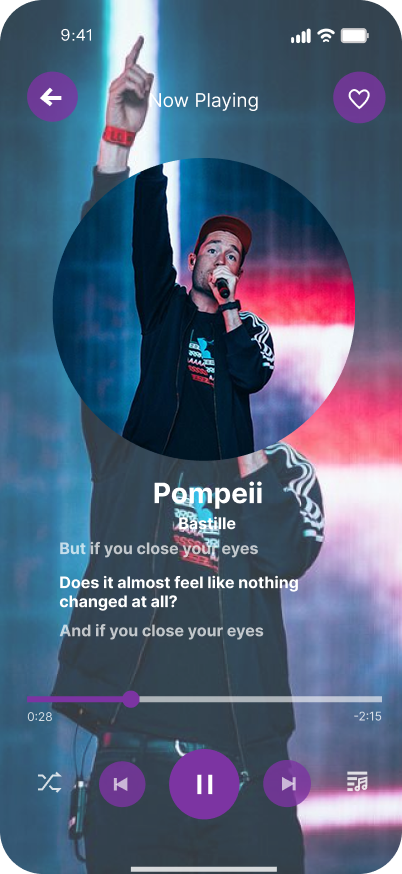 9:41
Now Playing
Pompeii
Bastille
But if you close your eyes
Does it almost feel like nothing
changed at all?
And if you close your eyes
0:28
-2:15